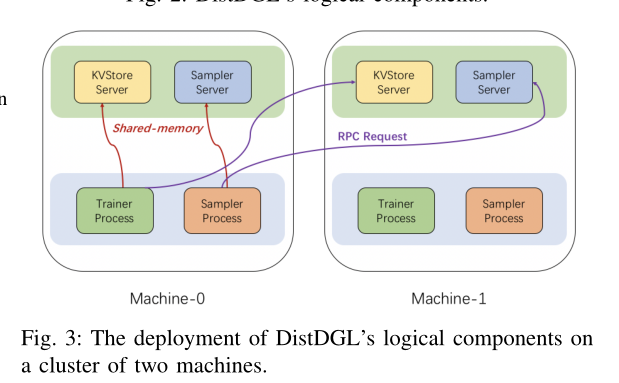 Fig. 2: DistDGL's logical components.
n
KVStore
Server
Sampler
Server
KVStore
Server
Sampler
Server
Shared-memory
RPC Request
Trainer
Process
Sampler
Process
Trainer
Process
Sampler
Process
Machine-0
Machine-1
Fig. 3: The deployment of DistDGL's logical components on
a cluster of two machines.